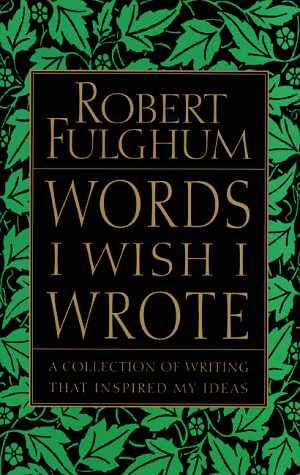 ROBERT
FULGHUM
WORDS
I WISH I
WROTE
A COLLECTION OF WRITING
THAT INSPIRED MY IDEAS